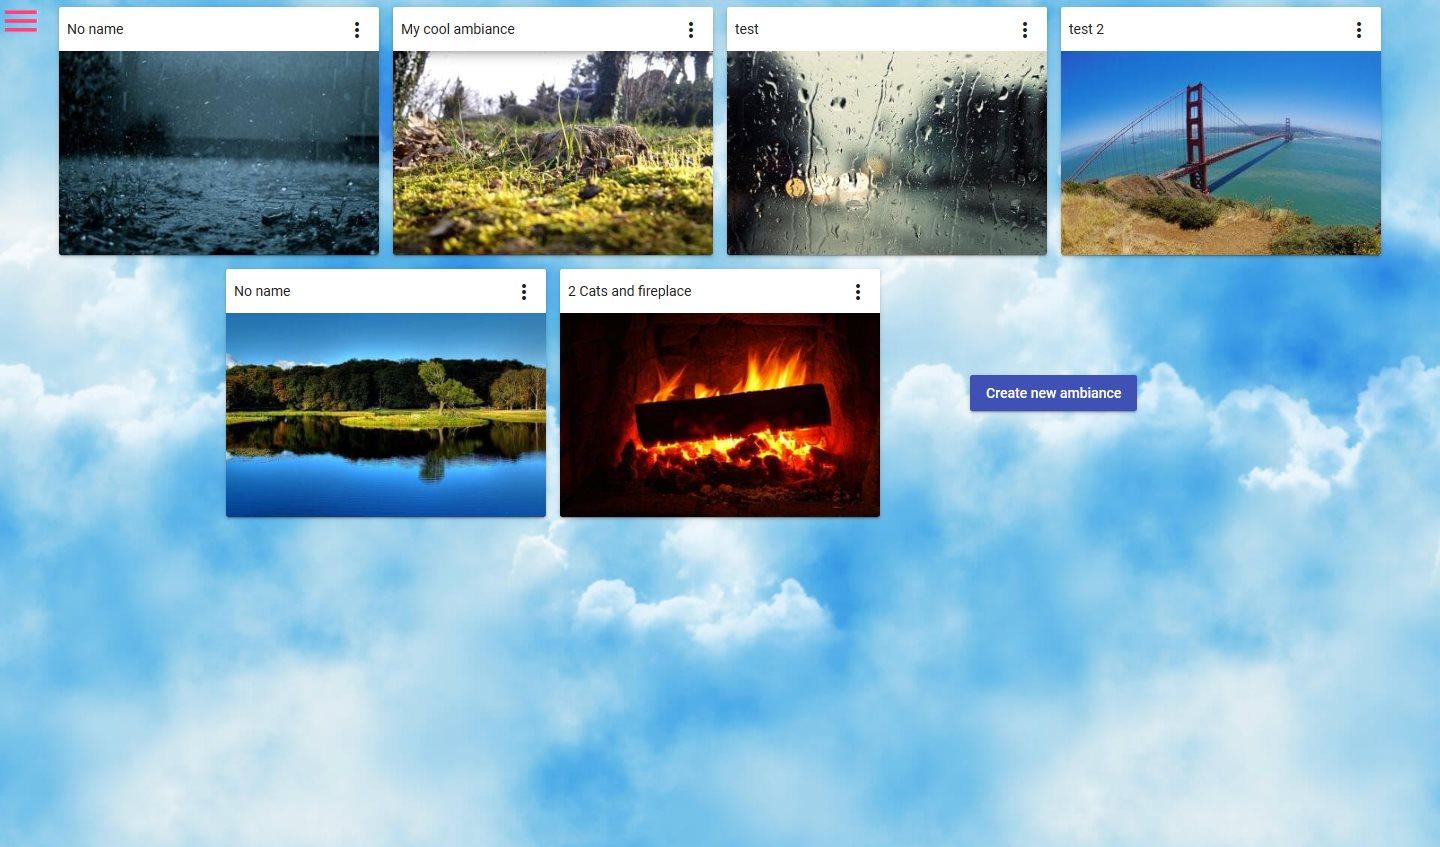 No name
My cool ambiance
test
test 2
No name
2 Cats and fireplace
Create new ambiance